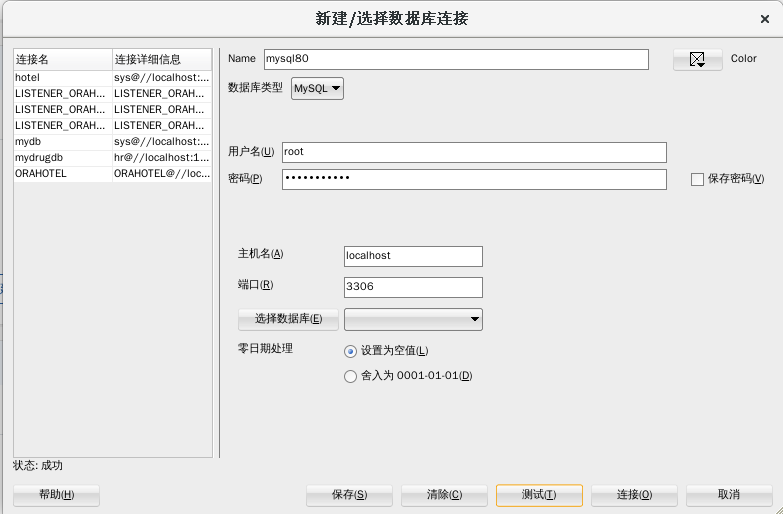 新建/选择数据库连接
连接名 连接详细信息
hotel sys@//localhost:...
LISTENER_ORAH... LISTENER_ORAH...
LISTENER_ORAH... LISTENER_ORAH...
LISTENER_ORAH... LISTENER_ORAH...
mydb sys@//localhost:...
mydrugdb hr@//localhost:1...
ORAHOTEL ORAHOTEL@//loc...
Name mysql80 Color
数据库类型 MySQL
用户名(U) root
密码(P) ••••••••••• 保存密码(V)
主机名(A) localhost
端口(R) 3306
选择数据库(E)
零日期处理 设置为空值(L)
舍入为 0001-01-01(D)
状态: 成功
帮助(H) 保存(S) 清除(C) 测试(T) 连接(O) 取消